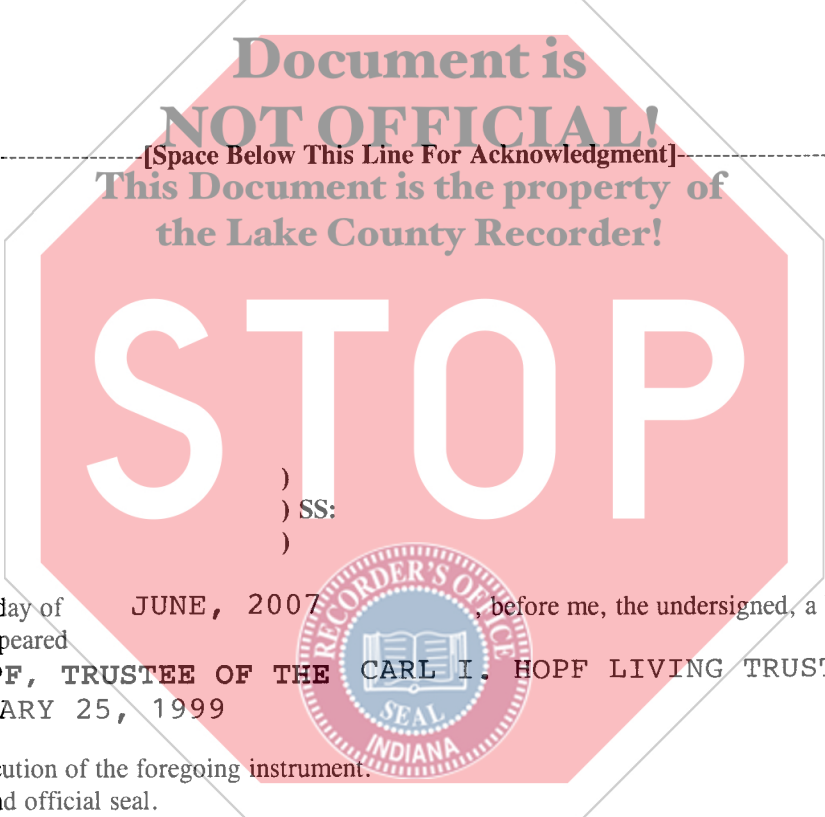 Document is
NOT OFFICIAL!
[Space Below This Line For Acknowledgment]
This Document is the property of
the Lake County Recorder!
STOP
)
) SS:
)
day of JUNE, 2007 , before me, the undersigned, a
peared
PF, TRUSTEE OF THE CARL I. HOPF LIVING TRUST
ARY 25, 1999
RECORDER'S OFFICE
SEAL
INDIANA
cution of the foregoing instrument.
nd official seal.